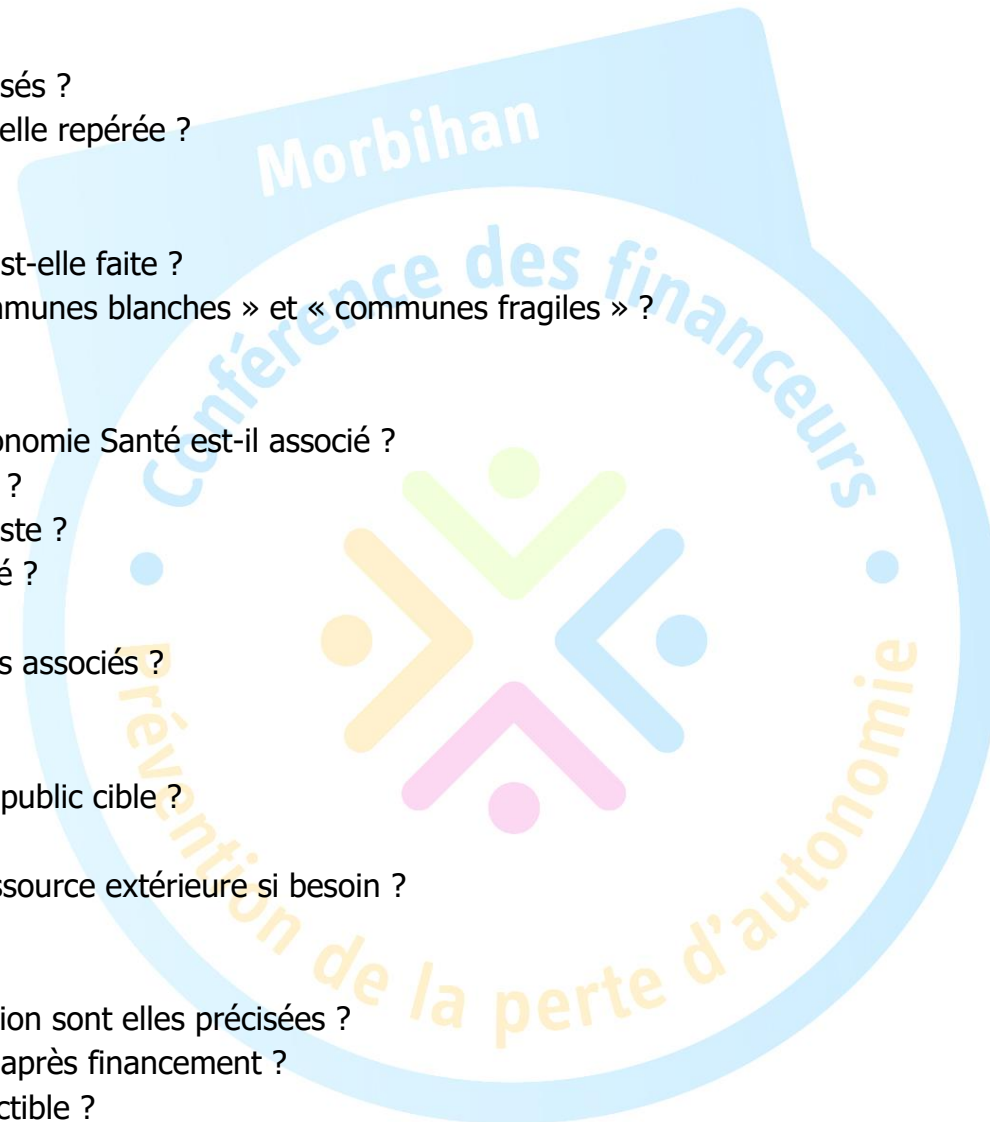 sés ?
elle repérée ?
Morbihan
st-elle faite ?
munes blanches » et « communes fragiles » ?
Conférence des financeurs
onomie Santé est-il associé ?
?
ste ?
é ?
s associés ?
public cible ?
ssource extérieure si besoin ?
Prévention de la perte d'autonomie
ion sont elles précisées ?
après financement ?
ctible ?